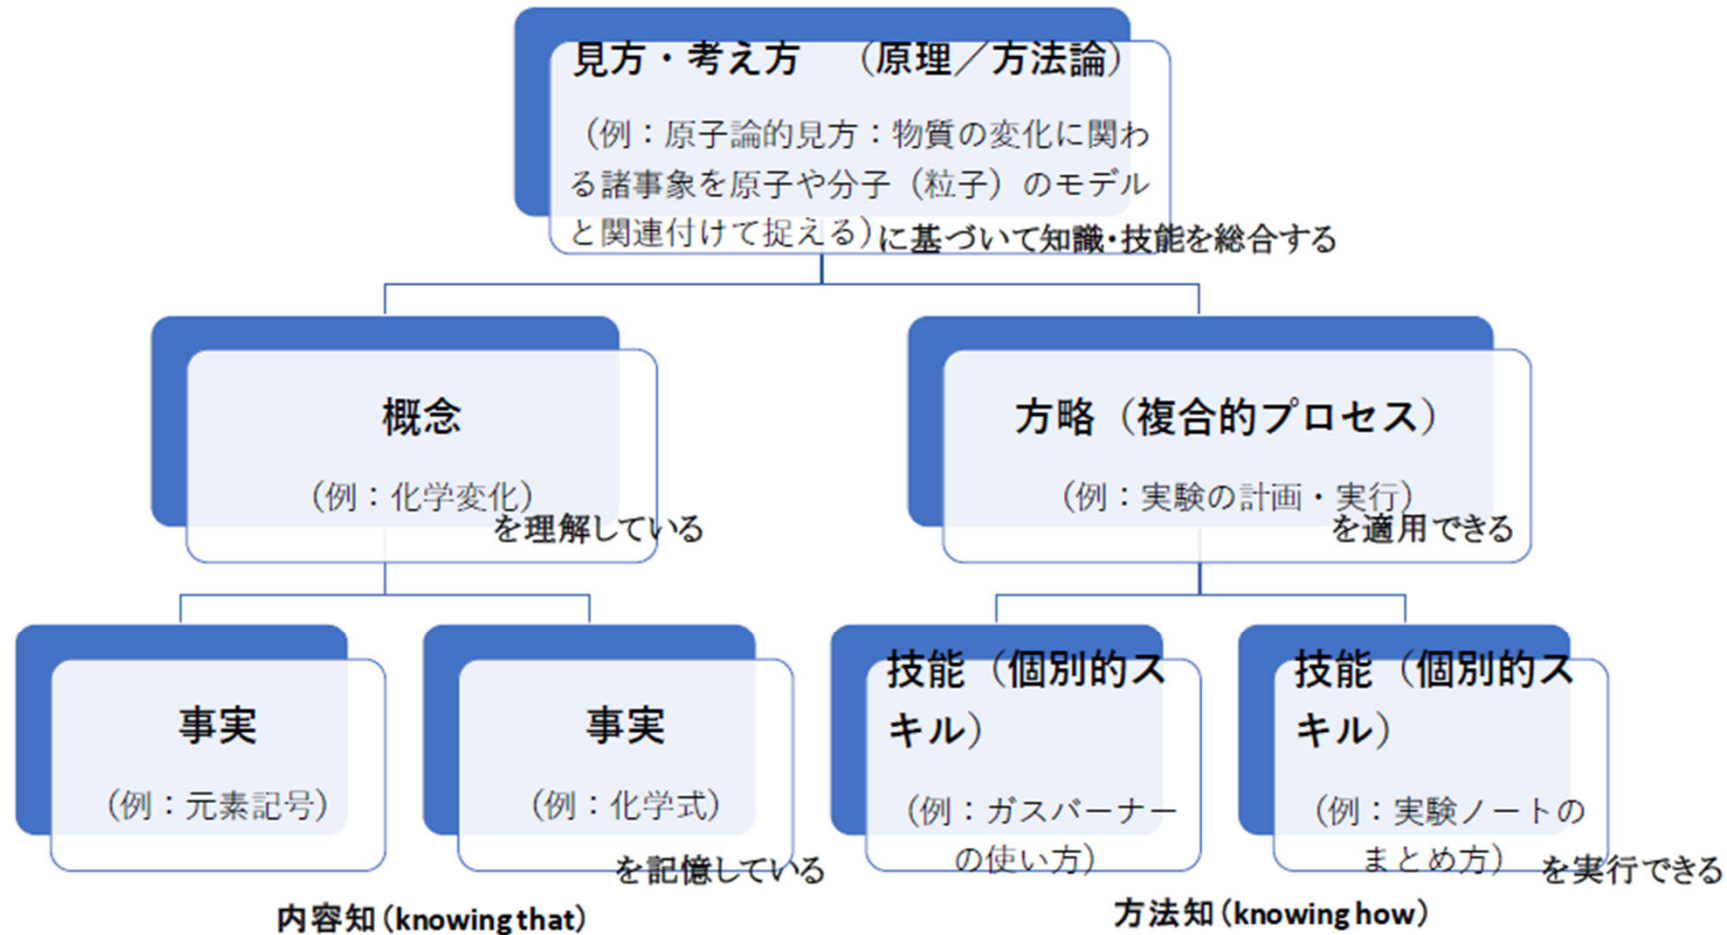 見方・考え方　（原理／方法論）
（例：原子論的見方：物質の変化に関わ
る諸事象を原子や分子（粒子）のモデル
と関連付けて捉える）に基づいて知識・技能を総合する
概念
（例：化学変化）
を理解している
方略（複合的プロセス）
（例：実験の計画・実行）
を適用できる
事実
（例：元素記号）
事実
（例：化学式）
を記憶している
技能（個別的ス
キル）
（例：ガスバーナー
の使い方）
技能（個別的ス
キル）
（例：実験ノートの
まとめ方）
を実行できる
内容知（knowing that）
方法知（knowing how）